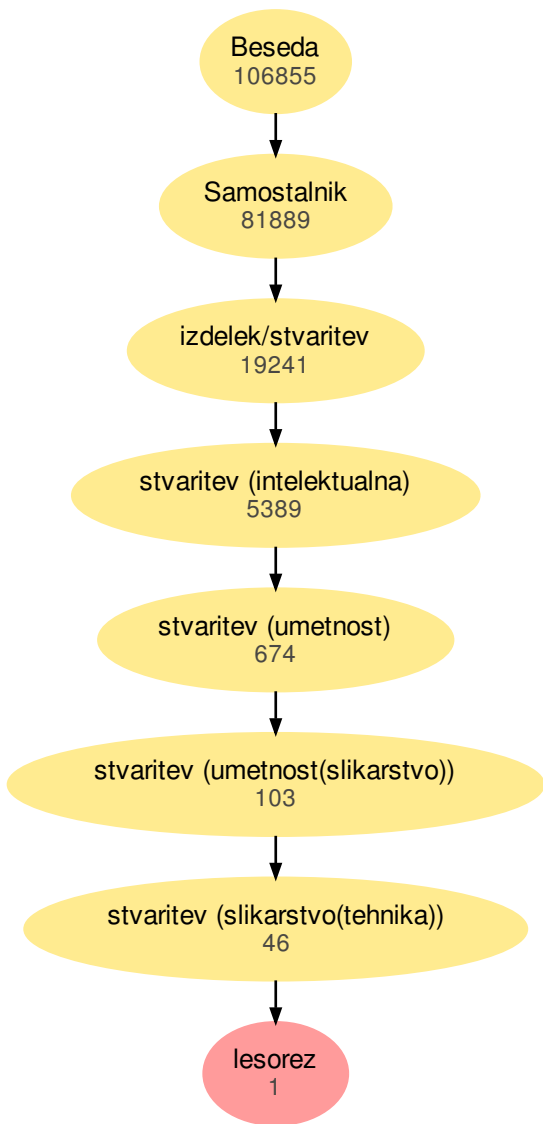 Beseda
106855
Samostalnik
81889
izdelek/stvaritev
19241
stvaritev (intelektualna)
5389
stvaritev (umetnost)
674
stvaritev (umetnost(slikarstvo))
103
stvaritev (slikarstvo(tehnika))
46
lesorez
1